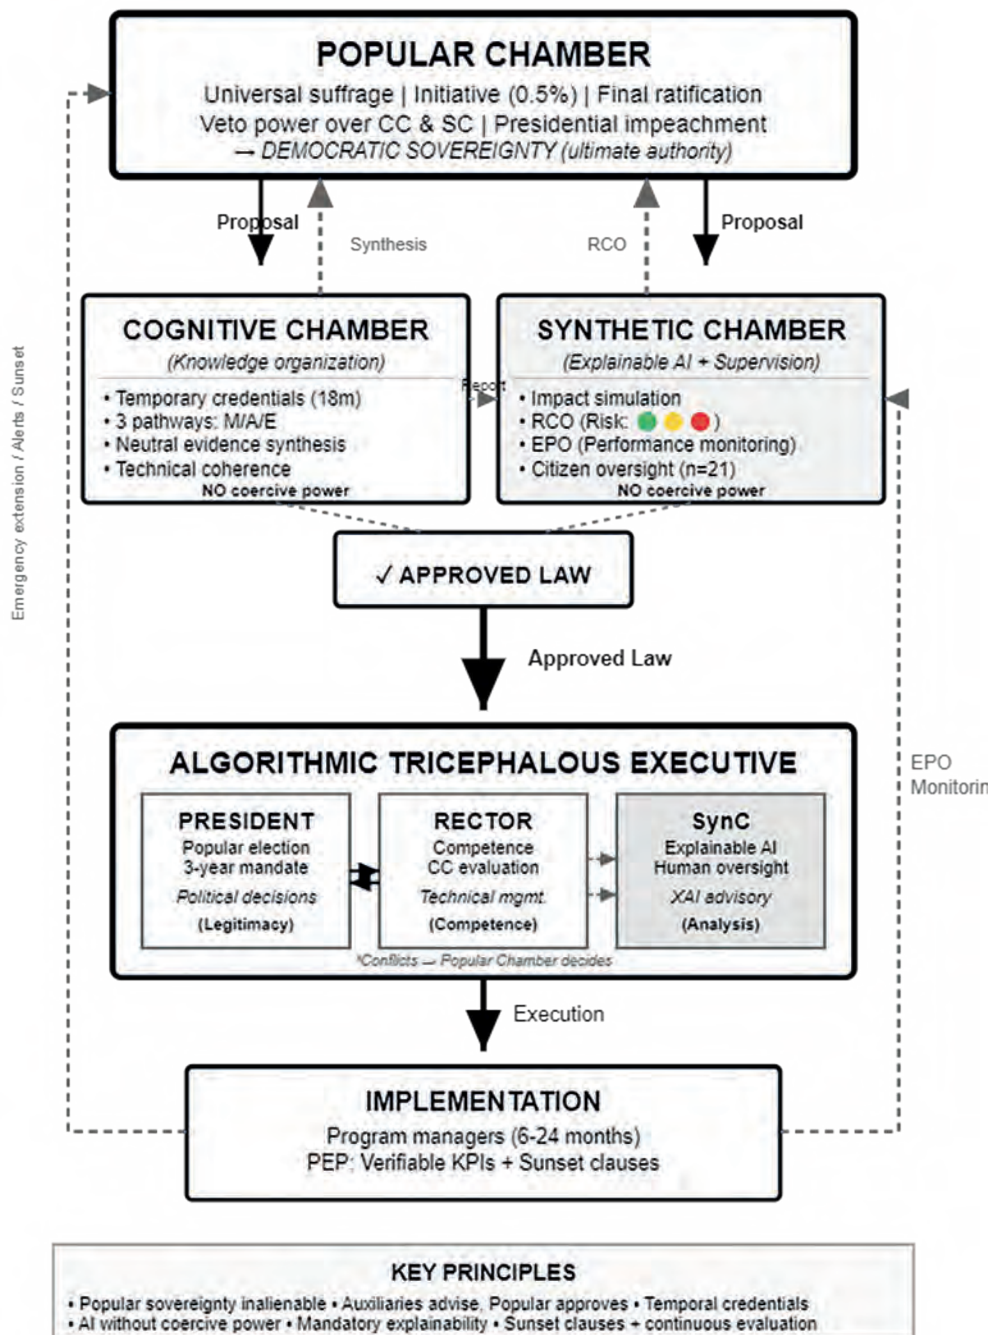 POPULAR CHAMBER
Universal suffrage | Initiative (0.5%) | Final ratification
Veto power over CC & SC | Presidential impeachment
→ DEMOCRATIC SOVEREIGNTY (ultimate authority)
Proposal
Synthesis
RCO
Proposal
Emergency extension / Alerts / Sunset
COGNITIVE CHAMBER
(Knowledge organization)
• Temporary credentials (18m)
• 3 pathways: M/A/E
• Neutral evidence synthesis
• Technical coherence
NO coercive power
Report
SYNTHETIC CHAMBER
(Explainable AI + Supervision)
• Impact simulation
• RCO (Risk: 🟢 🟡 🔴 )
• EPO (Performance monitoring)
• Citizen oversight (n=21)
NO coercive power
✓ APPROVED LAW
Approved Law
ALGORITHMIC TRICEPHALOUS EXECUTIVE
PRESIDENT
Popular election
3-year mandate
Political decisions
(Legitimacy)
RECTOR
Competence
CC evaluation
Technical mgmt.
(Competence)
SynC
Explainable AI
Human oversight
XAI advisory
(Analysis)
*Conflicts → Popular Chamber decides
EPO
Monitorin
Execution
IMPLEMENTATION
Program managers (6-24 months)
PEP: Verifiable KPIs + Sunset clauses
KEY PRINCIPLES
• Popular sovereignty inalienable • Auxiliaries advise, Popular approves • Temporal credentials
• AI without coercive power • Mandatory explainability • Sunset clauses + continuous evaluation